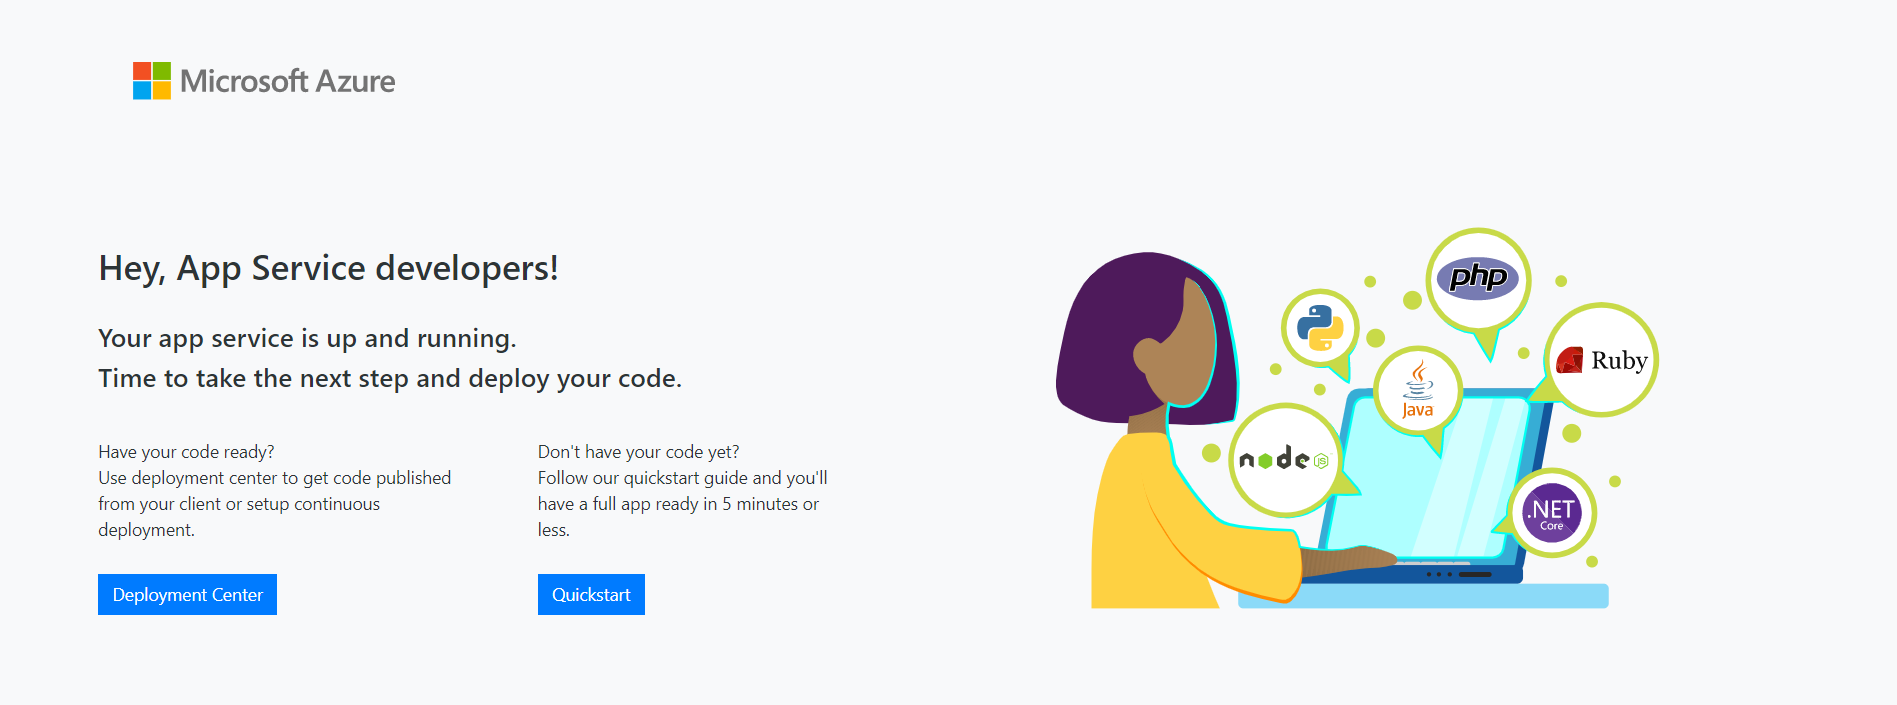 Microsoft Azure
Hey, App Service developers!
Your app service is up and running.
Time to take the next step and deploy your code.
Have your code ready?
Use deployment center to get code published
from your client or setup continuous
deployment.
Deployment Center
Don't have your code yet?
Follow our quickstart guide and you'll
have a full app ready in 5 minutes or
less.
Quickstart
php
Ruby
Java
node
JS
.NET
Core